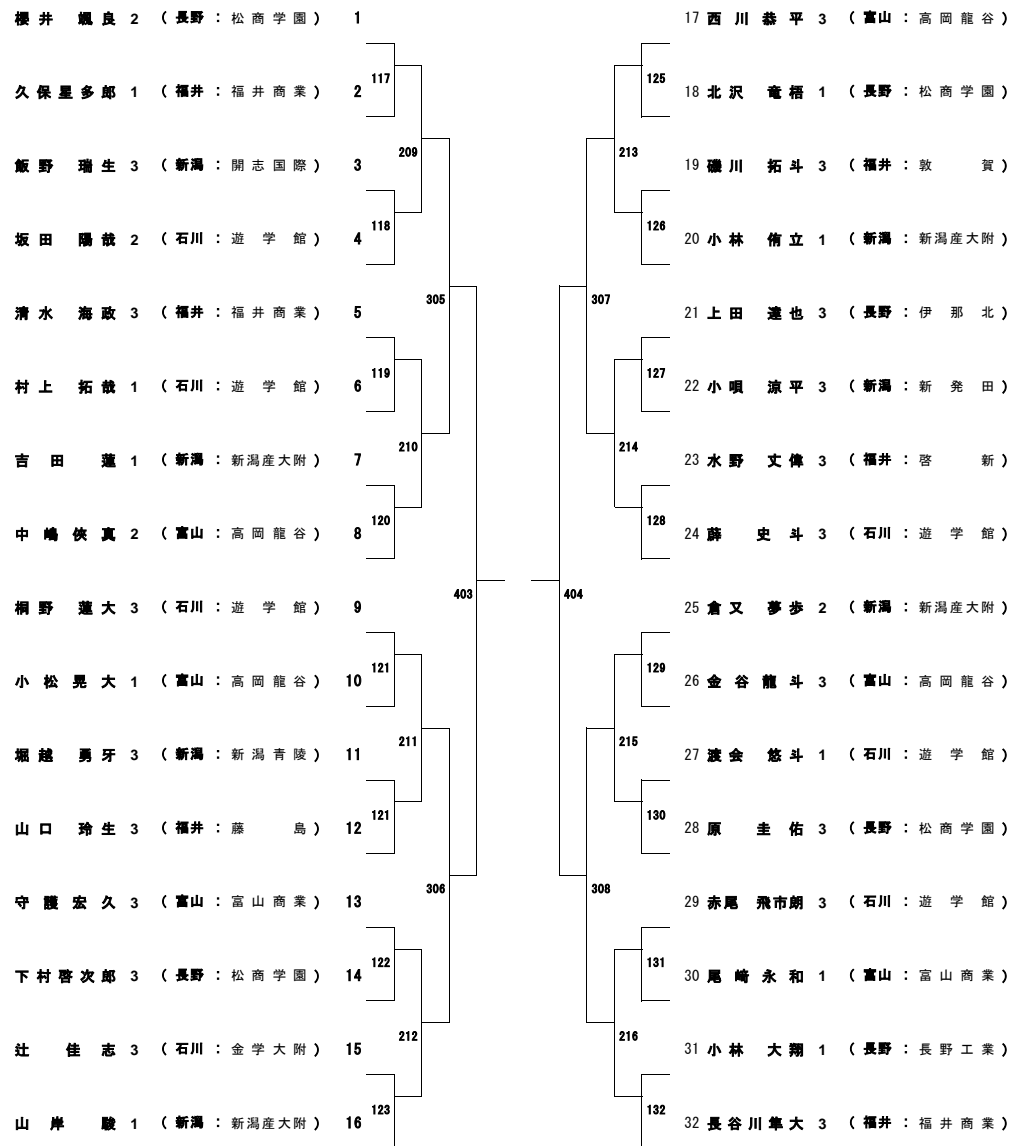 櫻井 颯良 2 (長野：松商学園) 1
117
久保星多郎 1 (福井：福井商業) 2
209
飯野 瑞生 3 (新潟：開志国際) 3
118
坂田 陽哉 2 (石川：遊学館) 4
305
清水 海政 3 (福井：福井商業) 5
119
村上 拓哉 1 (石川：遊学館) 6
210
吉田 蓮 1 (新潟：新潟産大附) 7
120
中嶋侠真 2 (富山：高岡龍谷) 8
403
桐野 蓮大 3 (石川：遊学館) 9
121
小松晃大 1 (富山：高岡龍谷) 10
211
堀越 勇牙 3 (新潟：新潟青陵) 11
121
山口 玲生 3 (福井：藤島) 12
306
守護宏久 3 (富山：富山商業) 13
122
下村啓次郎 3 (長野：松商学園) 14
212
辻 佳志 3 (石川：金学大附) 15
123
山岸 駿 1 (新潟：新潟産大附) 16
17 西川恭平 3 (富山：高岡龍谷)
125
18 北沢 竜梧 1 (長野：松商学園)
213
19 磯川 拓斗 3 (福井：敦賀)
126
20 小林 侑立 1 (新潟：新潟産大附)
307
21 上田 達也 3 (長野：伊那北)
127
22 小唄 涼平 3 (新潟：新発田)
214
23 水野 丈偉 3 (福井：啓新)
128
24 薛 史斗 3 (石川：遊学館)
404
25 倉又 夢歩 2 (新潟：新潟産大附)
129
26 金谷龍斗 3 (富山：高岡龍谷)
215
27 渡会 悠斗 1 (石川：遊学館)
130
28 原 圭佑 3 (長野：松商学園)
308
29 赤尾 飛市朗 3 (石川：遊学館)
131
30 尾崎永和 1 (富山：富山商業)
216
31 小林 大翔 1 (長野：長野工業)
132
32 長谷川隼大 3 (福井：福井商業)